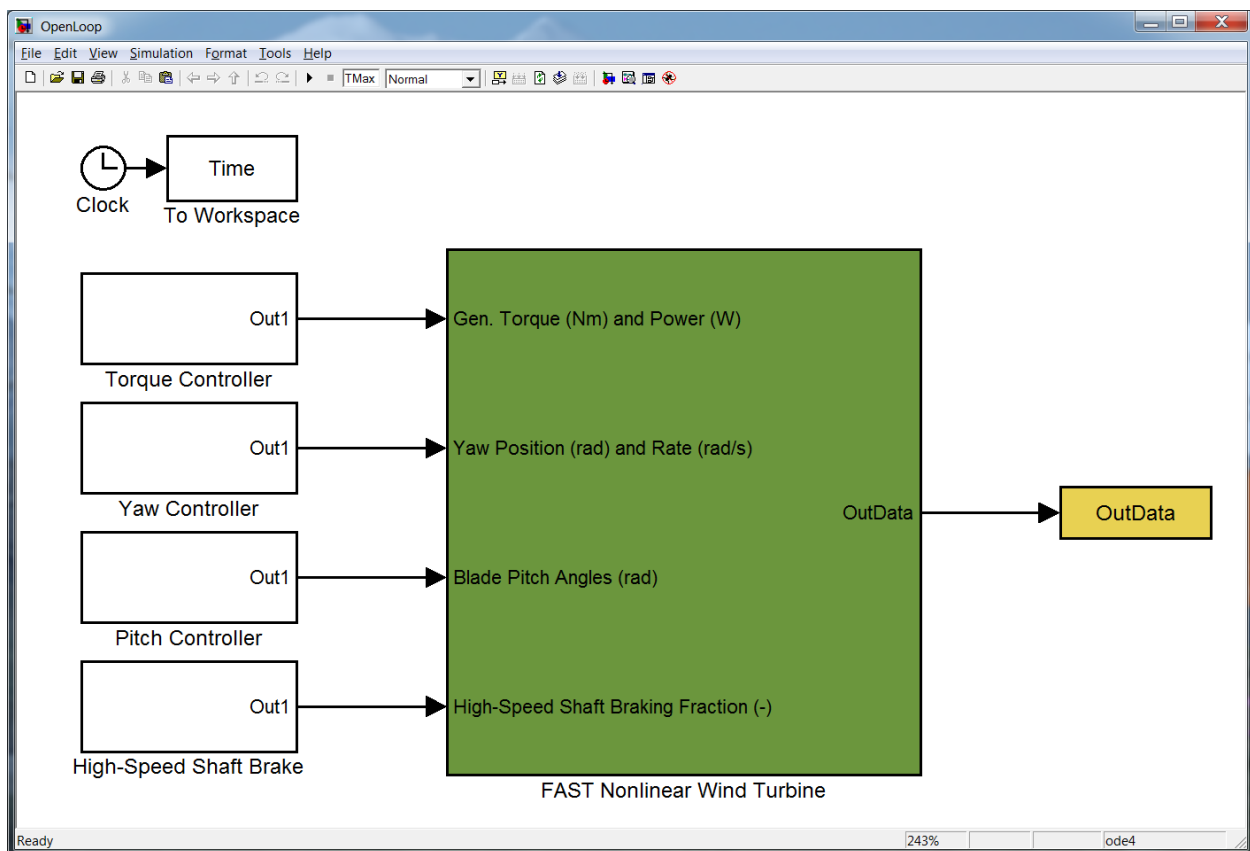 OpenLoop
File Edit View Simulation Format Tools Help
TMax Normal
Time
Clock
To Workspace
Out1
Gen. Torque (Nm) and Power (W)
Torque Controller
Out1
Yaw Position (rad) and Rate (rad/s)
Yaw Controller
OutData
OutData
Out1
Blade Pitch Angles (rad)
Pitch Controller
Out1
High-Speed Shaft Braking Fraction (-)
High-Speed Shaft Brake
FAST Nonlinear Wind Turbine
Ready
243%
ode4